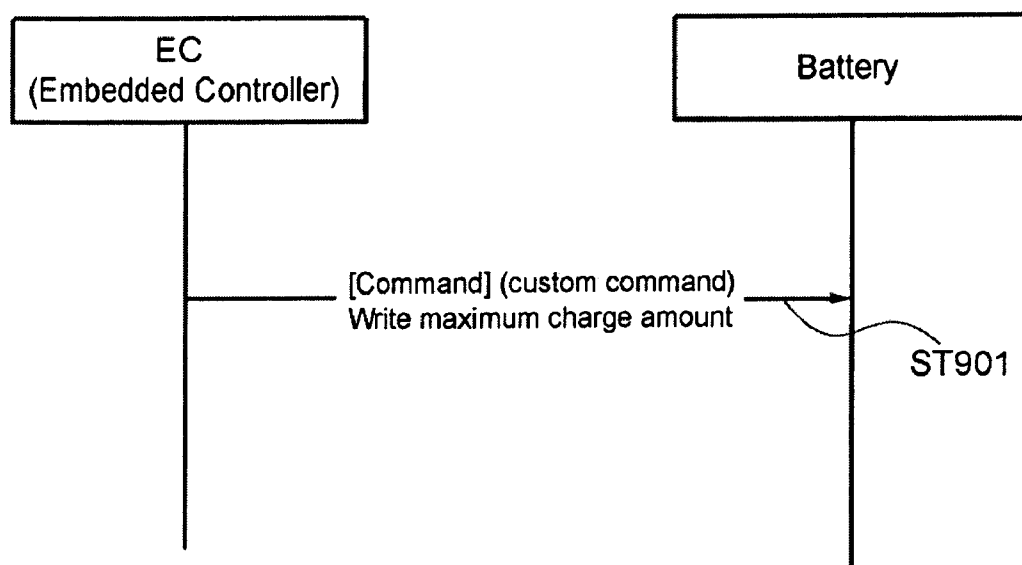 EC
(Embedded Controller)
Battery
[Command] (custom command)
Write maximum charge amount
ST901